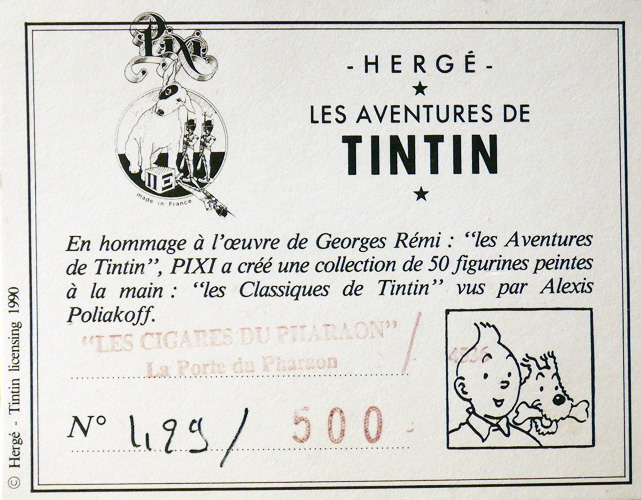 Pixi
made in France
- HERGÉ -
LES AVENTURES DE
TINTIN
En hommage à l'œuvre de Georges Rémi : "les Aventures
de Tintin", PIXI a créé une collection de 50 figurines peintes
à la main : "les Classiques de Tintin" vus par Alexis
Poliakoff.
"LES CIGARES DU PHARAON" /
La Porte du Pharaon
N° 499 / 500
© Hergé - Tintin licensing 1990